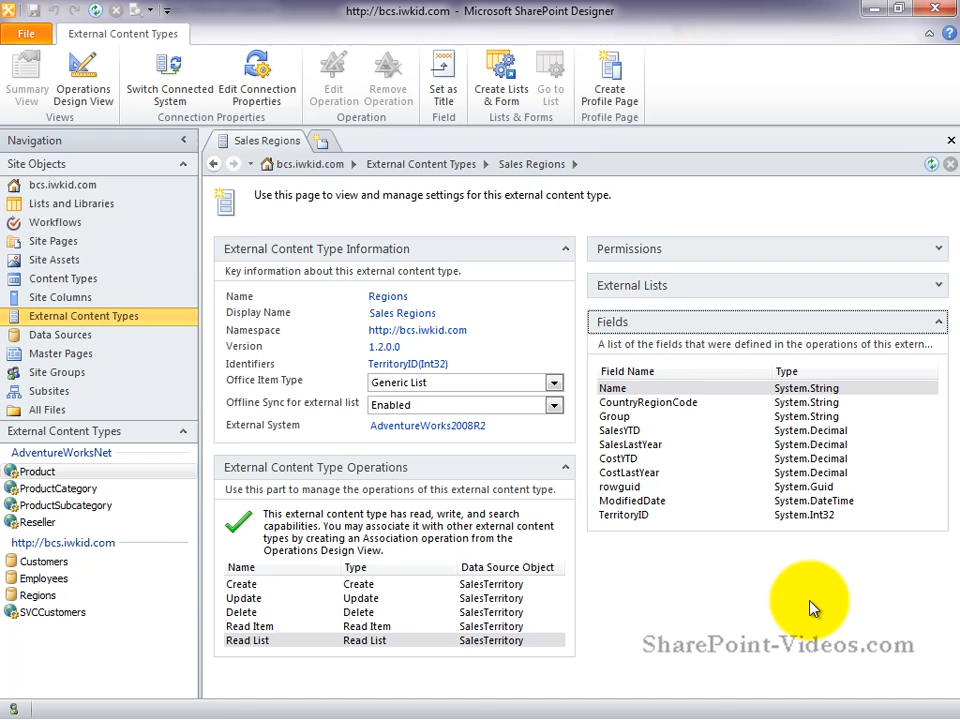 http://bcs.iwkid.com - Microsoft SharePoint Designer
File
External Content Types
Summary View
Operations Design View
Switch Connected System
Edit Connection Properties
Edit Operation
Remove Operation
Set as Title
Create Lists & Form
Go to List
Create Profile Page
Views
Connection Properties
Operation
Field
Lists & Forms
Profile Page
Navigation
Sales Regions
Site Objects
bcs.iwkid.com
External Content Types
Sales Regions
bcs.iwkid.com
Lists and Libraries
Workflows
Site Pages
Site Assets
Content Types
Site Columns
External Content Types
Data Sources
Master Pages
Site Groups
Subsites
All Files
External Content Types
AdventureWorksNet
Product
ProductCategory
ProductSubcategory
Reseller
http://bcs.iwkid.com
Customers
Employees
Regions
SVCCustomers
Use this page to view and manage settings for this external content type.
External Content Type Information
Key information about this external content type.
Name Regions
Display Name Sales Regions
Namespace http://bcs.iwkid.com
Version 1.2.0.0
Identifiers TerritoryID(Int32)
Office Item Type Generic List
Offline Sync for external list Enabled
External System AdventureWorks2008R2
External Content Type Operations
Use this part to manage the operations of this external content type.
This external content type has read, write, and search
capabilities. You may associate it with other external content
types by creating an Association operation from the
Operations Design View.
Name Type Data Source Object
Create Create SalesTerritory
Update Update SalesTerritory
Delete Delete SalesTerritory
Read Item Read Item SalesTerritory
Read List Read List SalesTerritory
Permissions
External Lists
Fields
A list of the fields that were defined in the operations of this extern...
Field Name Type
Name System.String
CountryRegionCode System.String
Group System.String
SalesYTD System.Decimal
SalesLastYear System.Decimal
CostYTD System.Decimal
CostLastYear System.Decimal
rowguid System.Guid
ModifiedDate System.DateTime
TerritoryID System.Int32
SharePoint-Videos.com